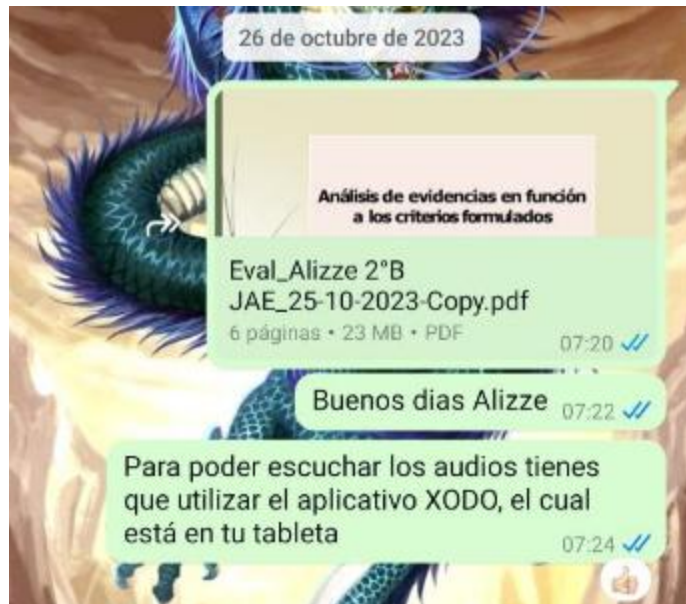 26 de octubre de 2023
Análisis de evidencias en función
a los criterios formulados
Eval_Alizze 2°B
JAE_25-10-2023-Copy.pdf
6 páginas • 23 MB • PDF
07:20
Buenos dias Alizze 07:22
Para poder escuchar los audios tienes
que utilizar el aplicativo XODO, el cual
está en tu tableta
07:24